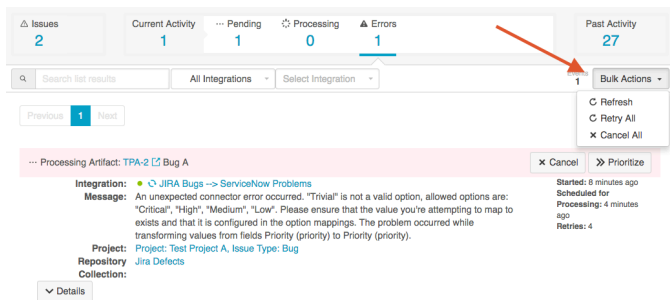 Issues
2
Current Activity
1
Pending
1
Processing
0
Errors
1
Past Activity
27
Search list results
All Integrations
Select Integration
Events
1
Bulk Actions
Refresh
Retry All
Cancel All
Previous 1 Next
Processing Artifact: TPA-2 Bug A
Cancel
Prioritize
Integration: JIRA Bugs --> ServiceNow Problems
Message: An unexpected connector error occurred. "Trivial" is not a valid option, allowed options are:
"Critical", "High", "Medium", "Low". Please ensure that the value you're attempting to map to
exists and that it is configured in the option mappings. The problem occurred while
transforming values from fields Priority (priority) to Priority (priority).
Project: Project: Test Project A, Issue Type: Bug
Repository Jira Defects
Collection:
Started: 8 minutes ago
Scheduled for
Processing: 4 minutes
ago
Retries: 4
Details